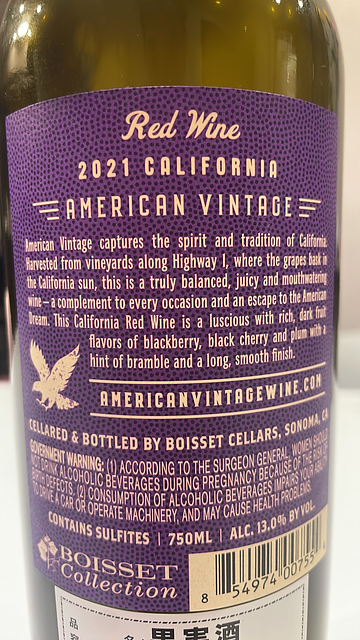 Red Wine
2021 CALIFORNIA
AMERICAN VINTAGE
American Vintage captures the spirit and tradition of California.
Harvested from vineyards along Highway 1, where the grapes bask in
the California sun, this is a truly balanced, juicy and mouthwatering
wine – a complement to every occasion and an escape to the American
Dream. This California Red Wine is a luscious with rich, dark fruit
flavors of blackberry, black cherry and plum with a
hint of bramble and a long, smooth finish.
AMERICANVINTAGEWINE.COM
CELLARED & BOTTLED BY BOISSET CELLARS, SONOMA, CA
GOVERNMENT WARNING: (1) ACCORDING TO THE SURGEON GENERAL, WOMEN SHOULD
NOT DRINK ALCOHOLIC BEVERAGES DURING PREGNANCY BECAUSE OF THE RISK OF
BIRTH DEFECTS. (2) CONSUMPTION OF ALCOHOLIC BEVERAGES IMPAIRS YOUR ABILITY
TO DRIVE A CAR OR OPERATE MACHINERY, AND MAY CAUSE HEALTH PROBLEMS.
CONTAINS SULFITES | 750ML | ALC. 13.0% BY VOL
BOISSET
Collection
8 54974 00755
品 名 果実酒